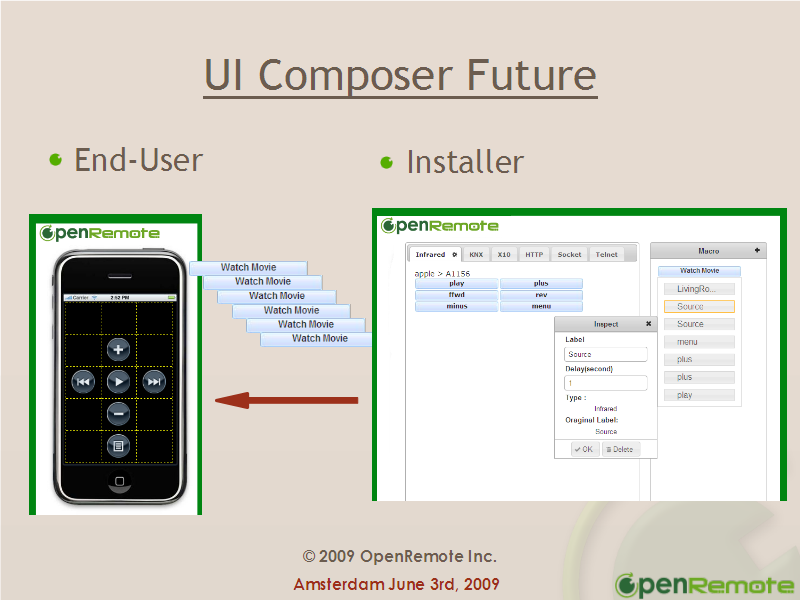 UI Composer Future
End-User
Installer
OpenRemote
Carrier 2:52 PM
Watch Movie
Watch Movie
Watch Movie
Watch Movie
Watch Movie
Watch Movie
OpenRemote
Infrared KNX X10 HTTP Socket Telnet
apple > A1156
play plus
ffwd rev
minus menu
Inspect
Label
Source
Delay(second)
1
Type :
Infrared
Oraginal Label:
Source
OK Delete
Macro
Watch Movie
LivingRo...
Source
Source
menu
plus
plus
play
© 2009 OpenRemote Inc.
Amsterdam June 3rd, 2009
OpenRemote